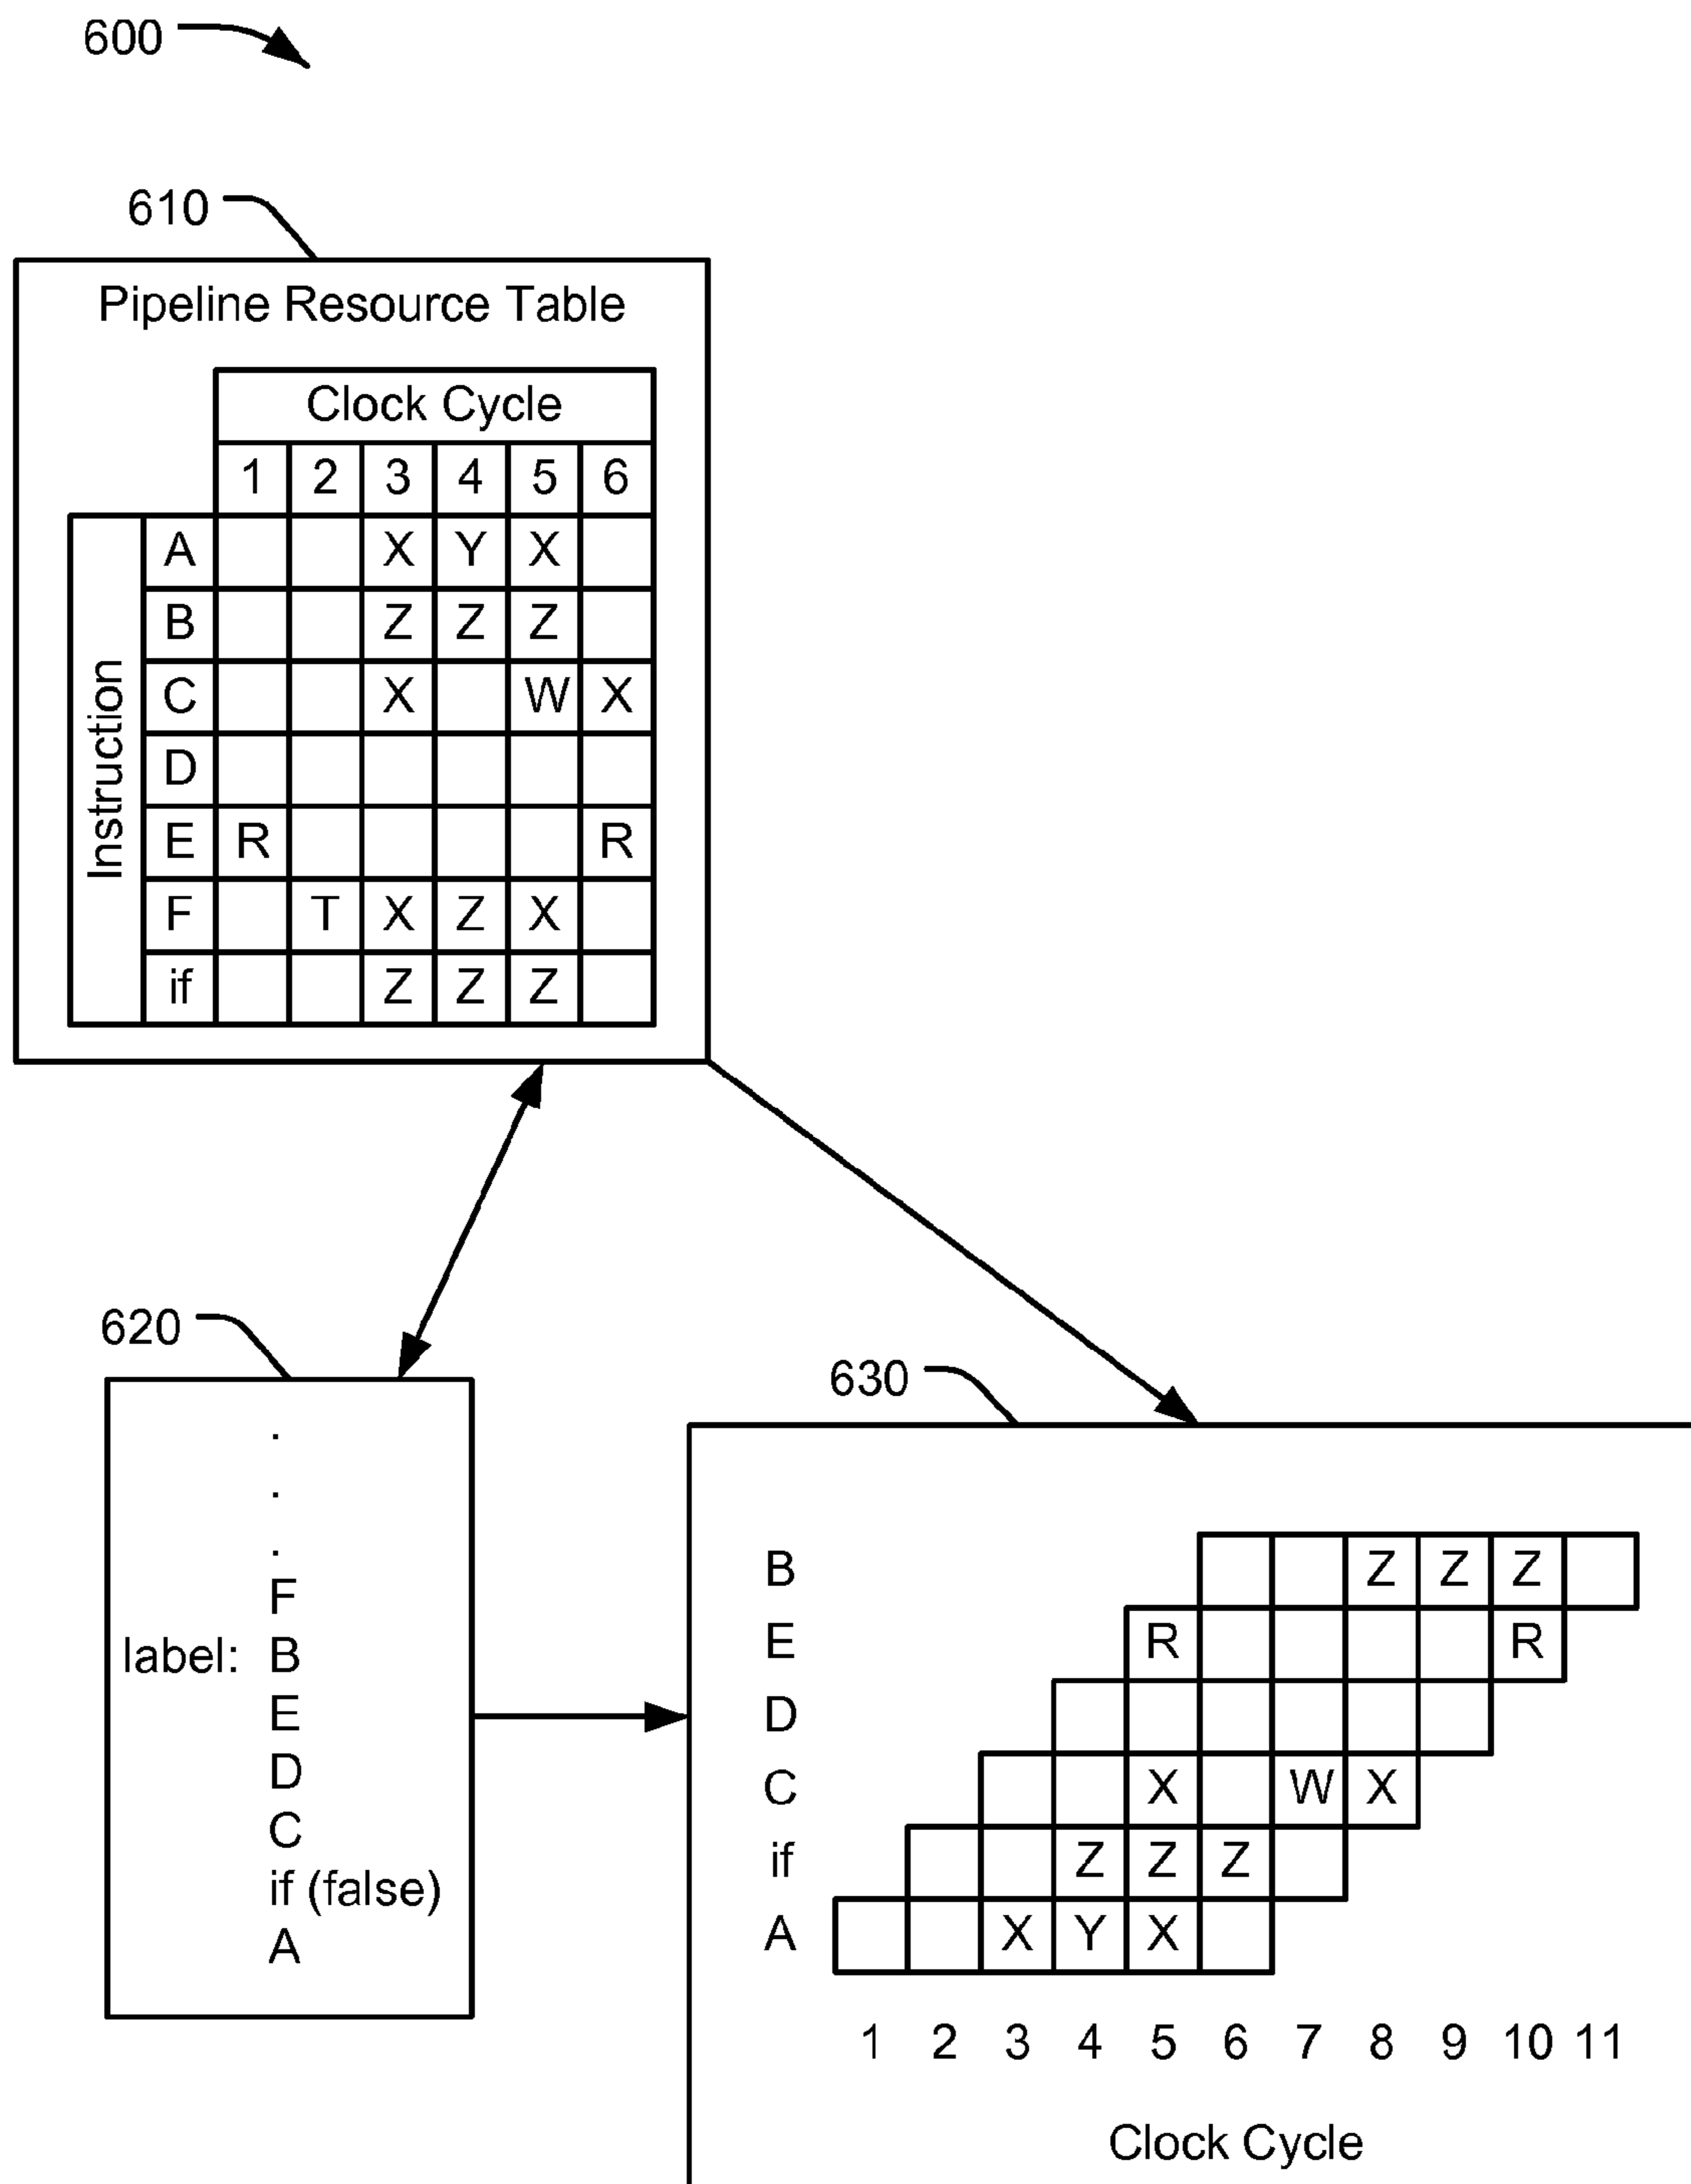 600
610
Pipeline Resource Table
Clock Cycle
1 2 3 4 5 6
Instruction
A X Y X
B Z Z Z
C X W X
D
E R R
F T X Z X
if Z Z Z
620
.
.
.
F
label: B
E
D
C
if (false)
A
630
B Z Z Z
E R R
D
C X W X
if Z Z Z
A X Y X
1 2 3 4 5 6 7 8 9 10 11
Clock Cycle